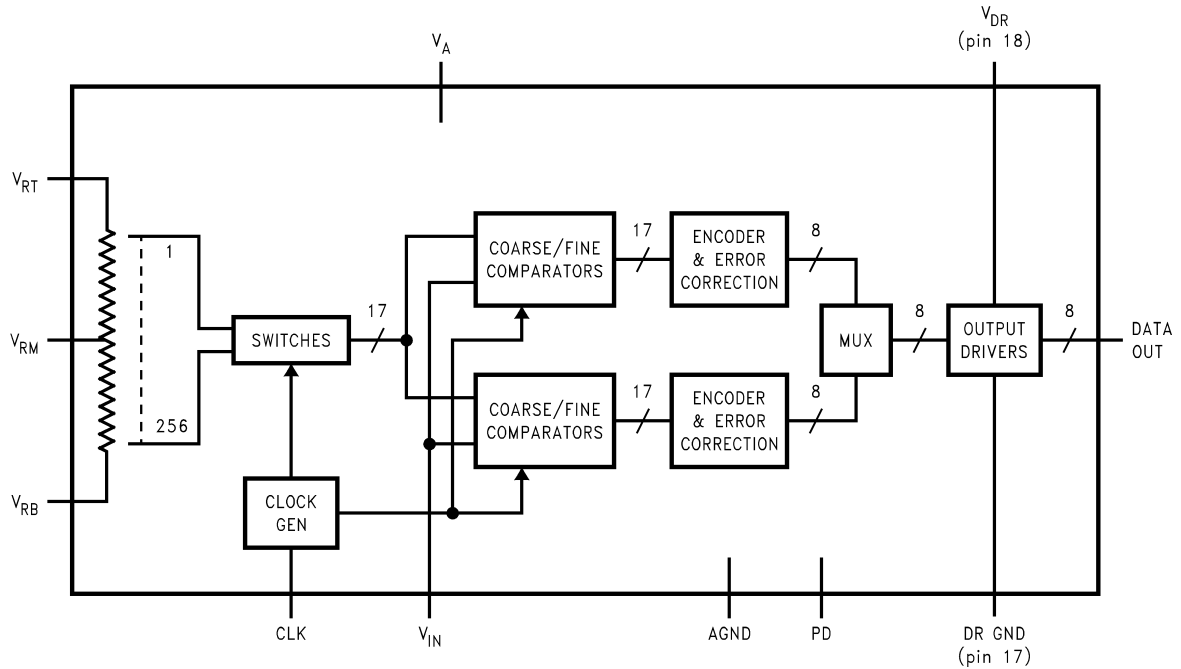 V_DR
(pin 18)
V_A
V_RT
1
COARSE/FINE
COMPARATORS
17
ENCODER
& ERROR
CORRECTION
8
V_RM
SWITCHES
17
MUX
8
OUTPUT
DRIVERS
8
DATA
OUT
256
COARSE/FINE
COMPARATORS
17
ENCODER
& ERROR
CORRECTION
8
V_RB
CLOCK
GEN
CLK
V_IN
AGND
PD
DR GND
(pin 17)